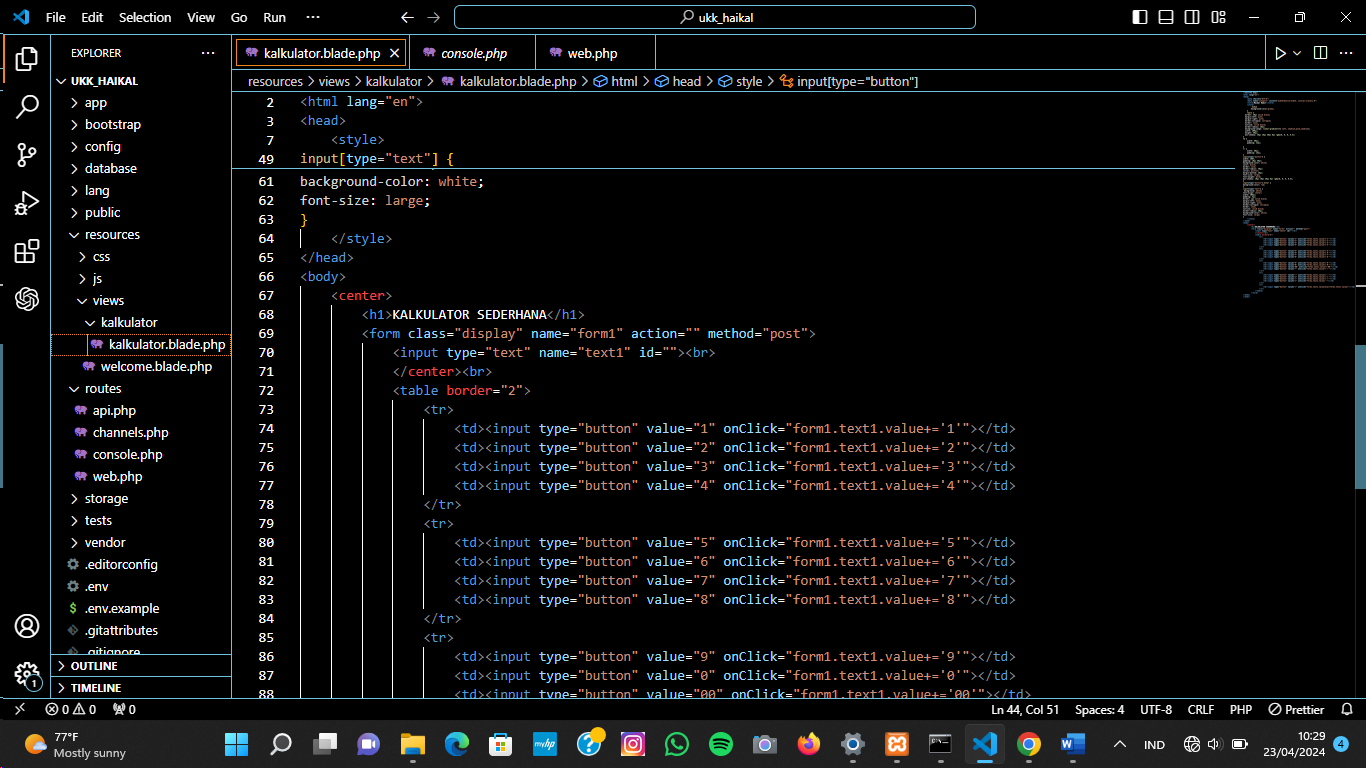 File Edit Selection View Go Run ··· ukk_haikal
EXPLORER ···
UKK_HAIKAL
app
bootstrap
config
database
lang
public
resources
css
js
views
kalkulator
kalkulator.blade.php
welcome.blade.php
routes
api.php
channels.php
console.php
web.php
storage
tests
vendor
.editorconfig
.env
$ .env.example
.gitattributes
.gitignore
OUTLINE
TIMELINE
kalkulator.blade.php console.php web.php
resources > views > kalkulator > kalkulator.blade.php > html > head > style > input[type="button"]
2 <html lang="en">
3 <head>
7 <style>
49 input[type="text"] {
61 background-color: white;
62 font-size: large;
63 }
64 </style>
65 </head>
66 <body>
67 <center>
68 <h1>KALKULATOR SEDERHANA</h1>
69 <form class="display" name="form1" action="" method="post">
70 <input type="text" name="text1" id=""><br>
71 </center><br>
72 <table border="2">
73 <tr>
74 <td><input type="button" value="1" onClick="form1.text1.value+='1'"></td>
75 <td><input type="button" value="2" onClick="form1.text1.value+='2'"></td>
76 <td><input type="button" value="3" onClick="form1.text1.value+='3'"></td>
77 <td><input type="button" value="4" onClick="form1.text1.value+='4'"></td>
78 </tr>
79 <tr>
80 <td><input type="button" value="5" onClick="form1.text1.value+='5'"></td>
81 <td><input type="button" value="6" onClick="form1.text1.value+='6'"></td>
82 <td><input type="button" value="7" onClick="form1.text1.value+='7'"></td>
83 <td><input type="button" value="8" onClick="form1.text1.value+='8'"></td>
84 </tr>
85 <tr>
86 <td><input type="button" value="9" onClick="form1.text1.value+='9'"></td>
87 <td><input type="button" value="0" onClick="form1.text1.value+='0'"></td>
88 <td><input type="button" value="00" onClick="form1.text1.value+='00'"></td>
1
0 0 0 Ln 44, Col 51 Spaces: 4 UTF-8 CRLF PHP Prettier
77°F
Mostly sunny
myhp
?
IND
10:29
23/04/2024
4